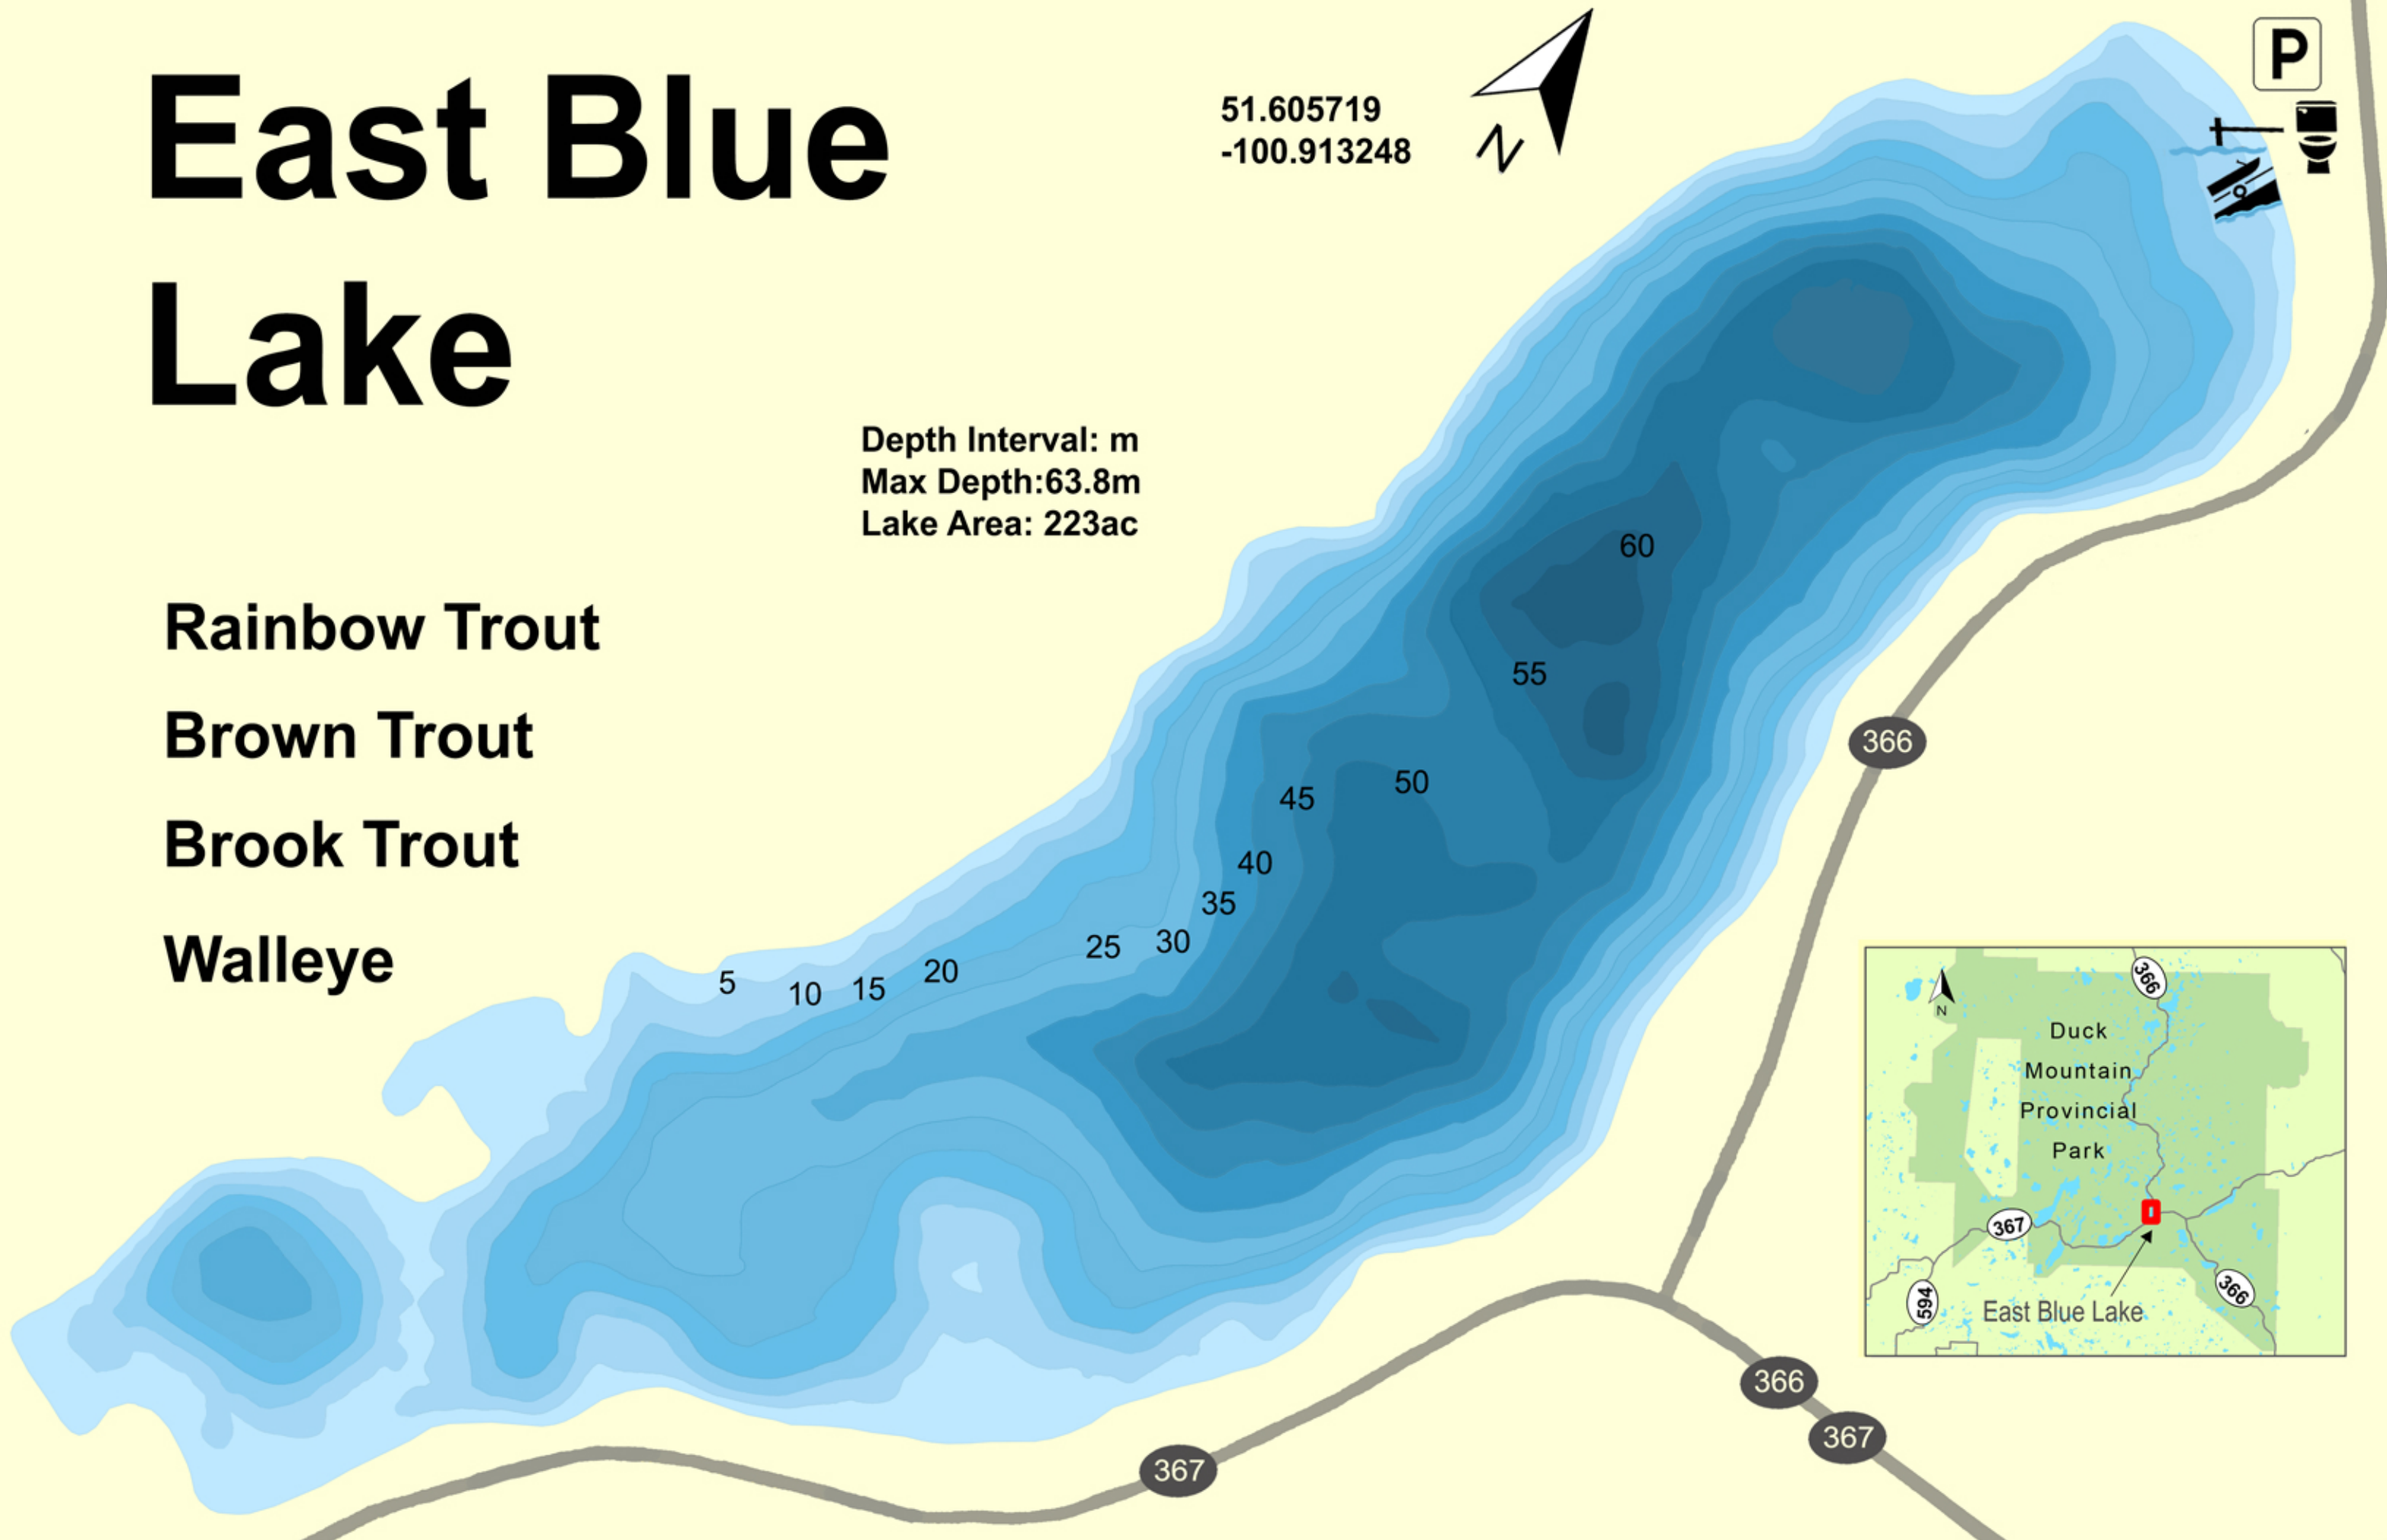 East Blue
Lake
51.605719
-100.913248
N
P
Depth Interval: m
Max Depth:63.8m
Lake Area: 223ac
Rainbow Trout
Brown Trout
Brook Trout
Walleye
60
55
50
45
40
35
30
25
20
15
10
5
366
366
367
367
366
N
Duck
Mountain
Provincial
Park
367
594
366
East Blue Lake